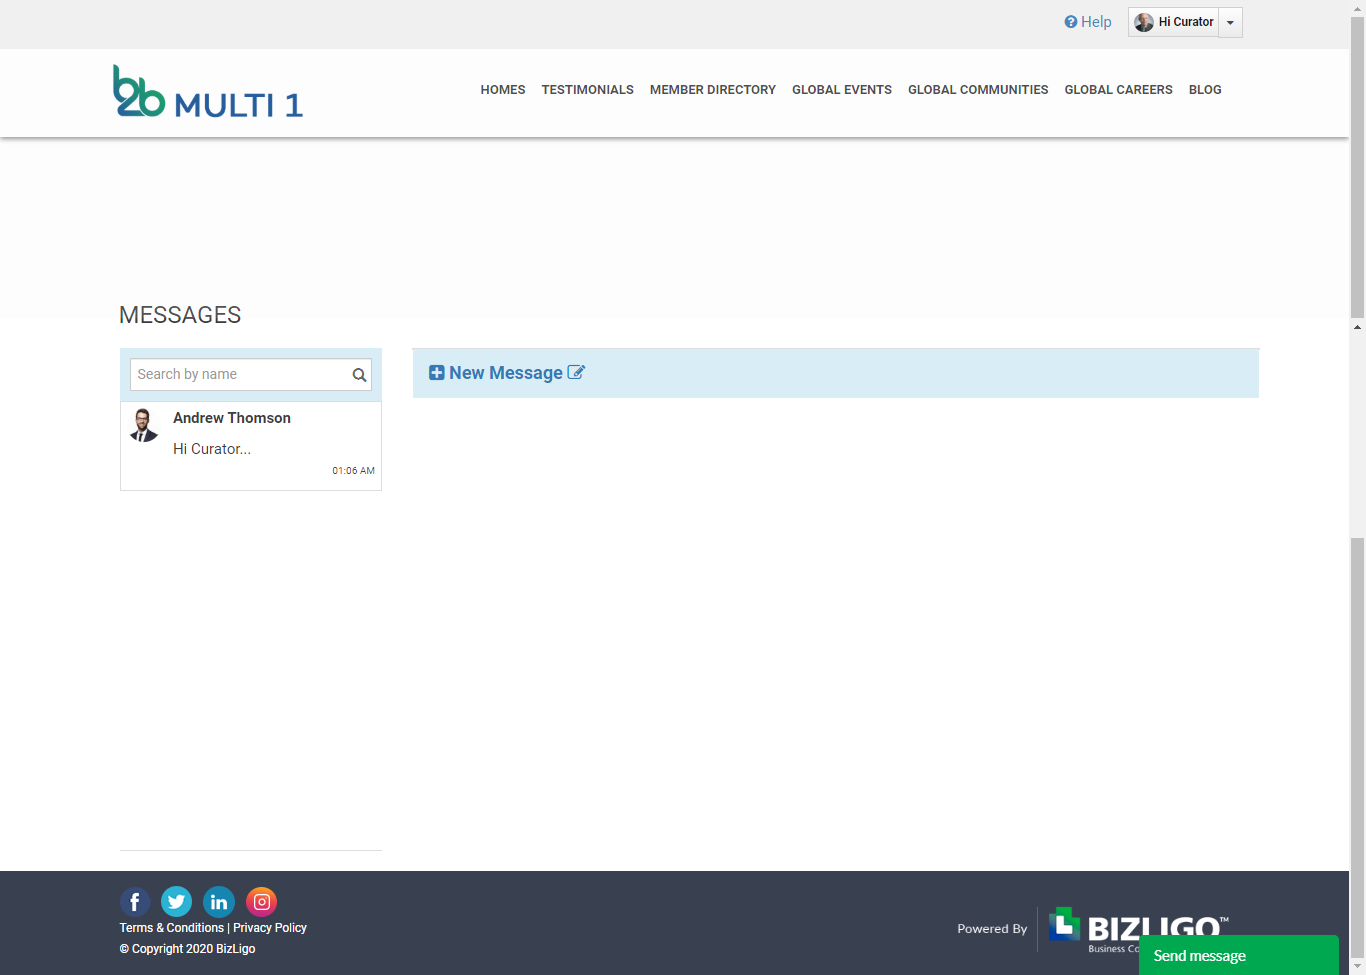 Help
Hi Curator
b2b MULTI 1
HOMES TESTIMONIALS MEMBER DIRECTORY GLOBAL EVENTS GLOBAL COMMUNITIES GLOBAL CAREERS BLOG
MESSAGES
Search by name
New Message
Andrew Thomson
Hi Curator...
01:06 AM
f in
Terms & Conditions | Privacy Policy
© Copyright 2020 BizLigo
Powered By
BIZLIGO™
Business
Send message